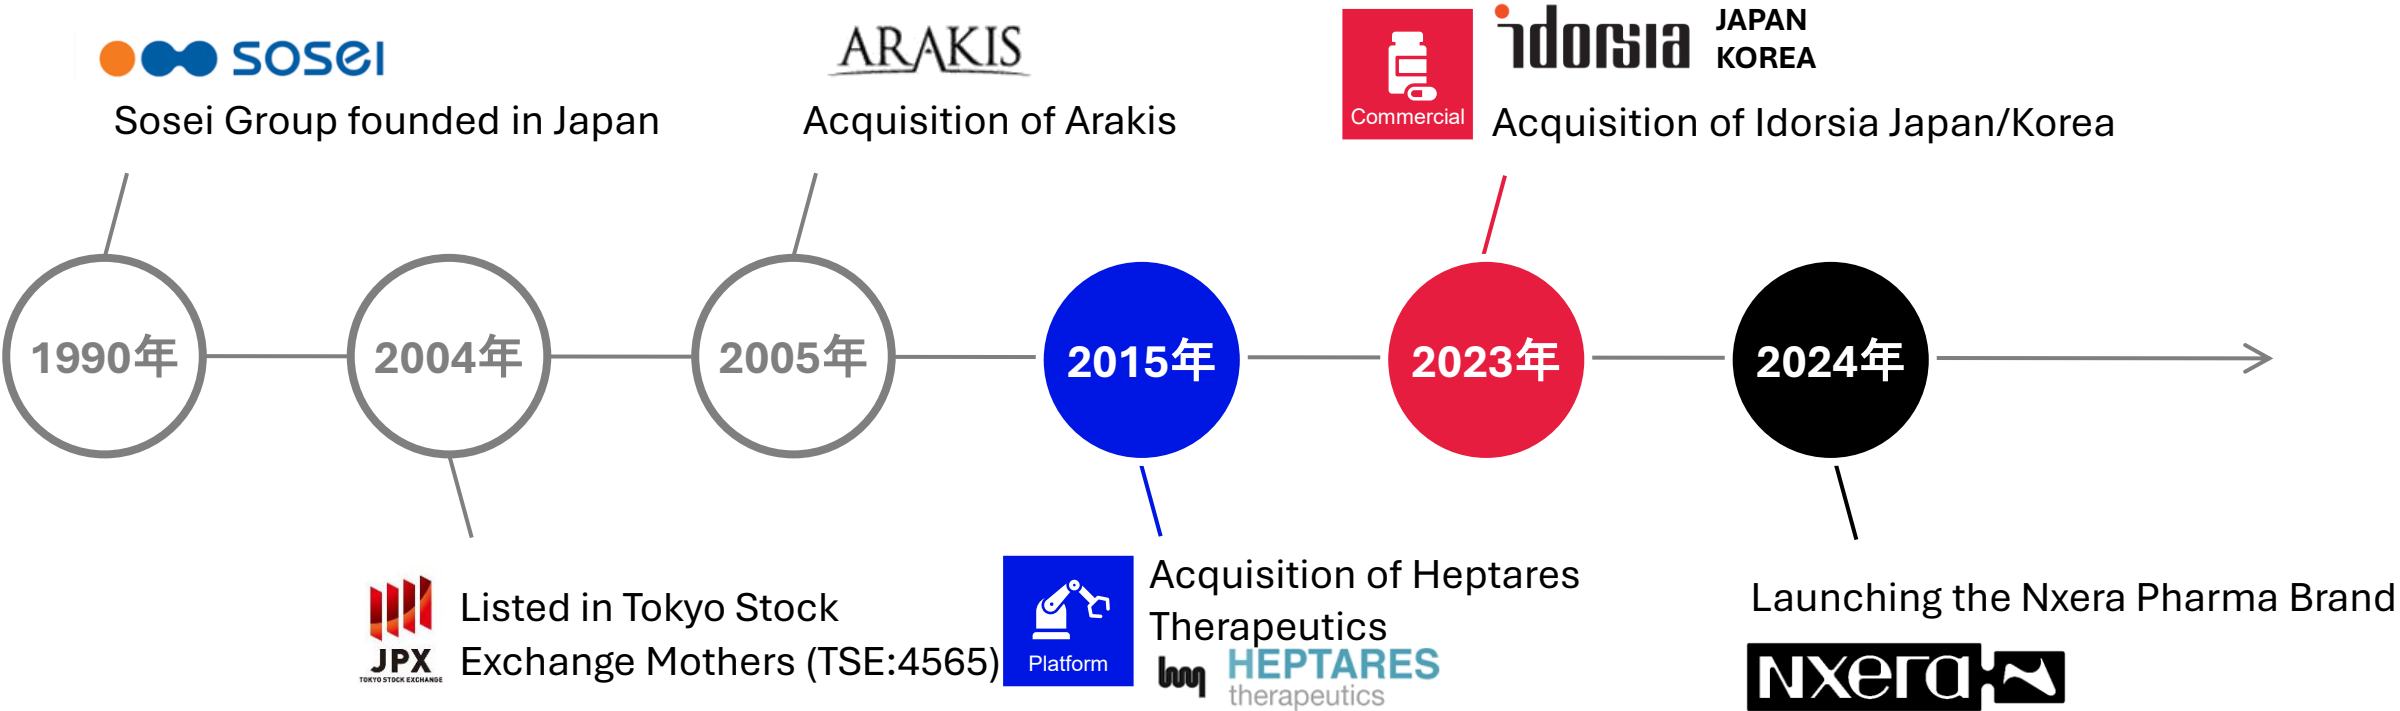 sosei
Sosei Group founded in Japan
ARAKIS
Acquisition of Arakis
Commercial
idorsia
JAPAN
KOREA
Acquisition of Idorsia Japan/Korea
1990年
2004年
2005年
2015年
2023年
2024年
JPX
TOKYO STOCK EXCHANGE
Listed in Tokyo Stock
Exchange Mothers (TSE:4565)
Platform
Acquisition of Heptares
Therapeutics
HEPTARES
therapeutics
Launching the Nxera Pharma Brand
nxera